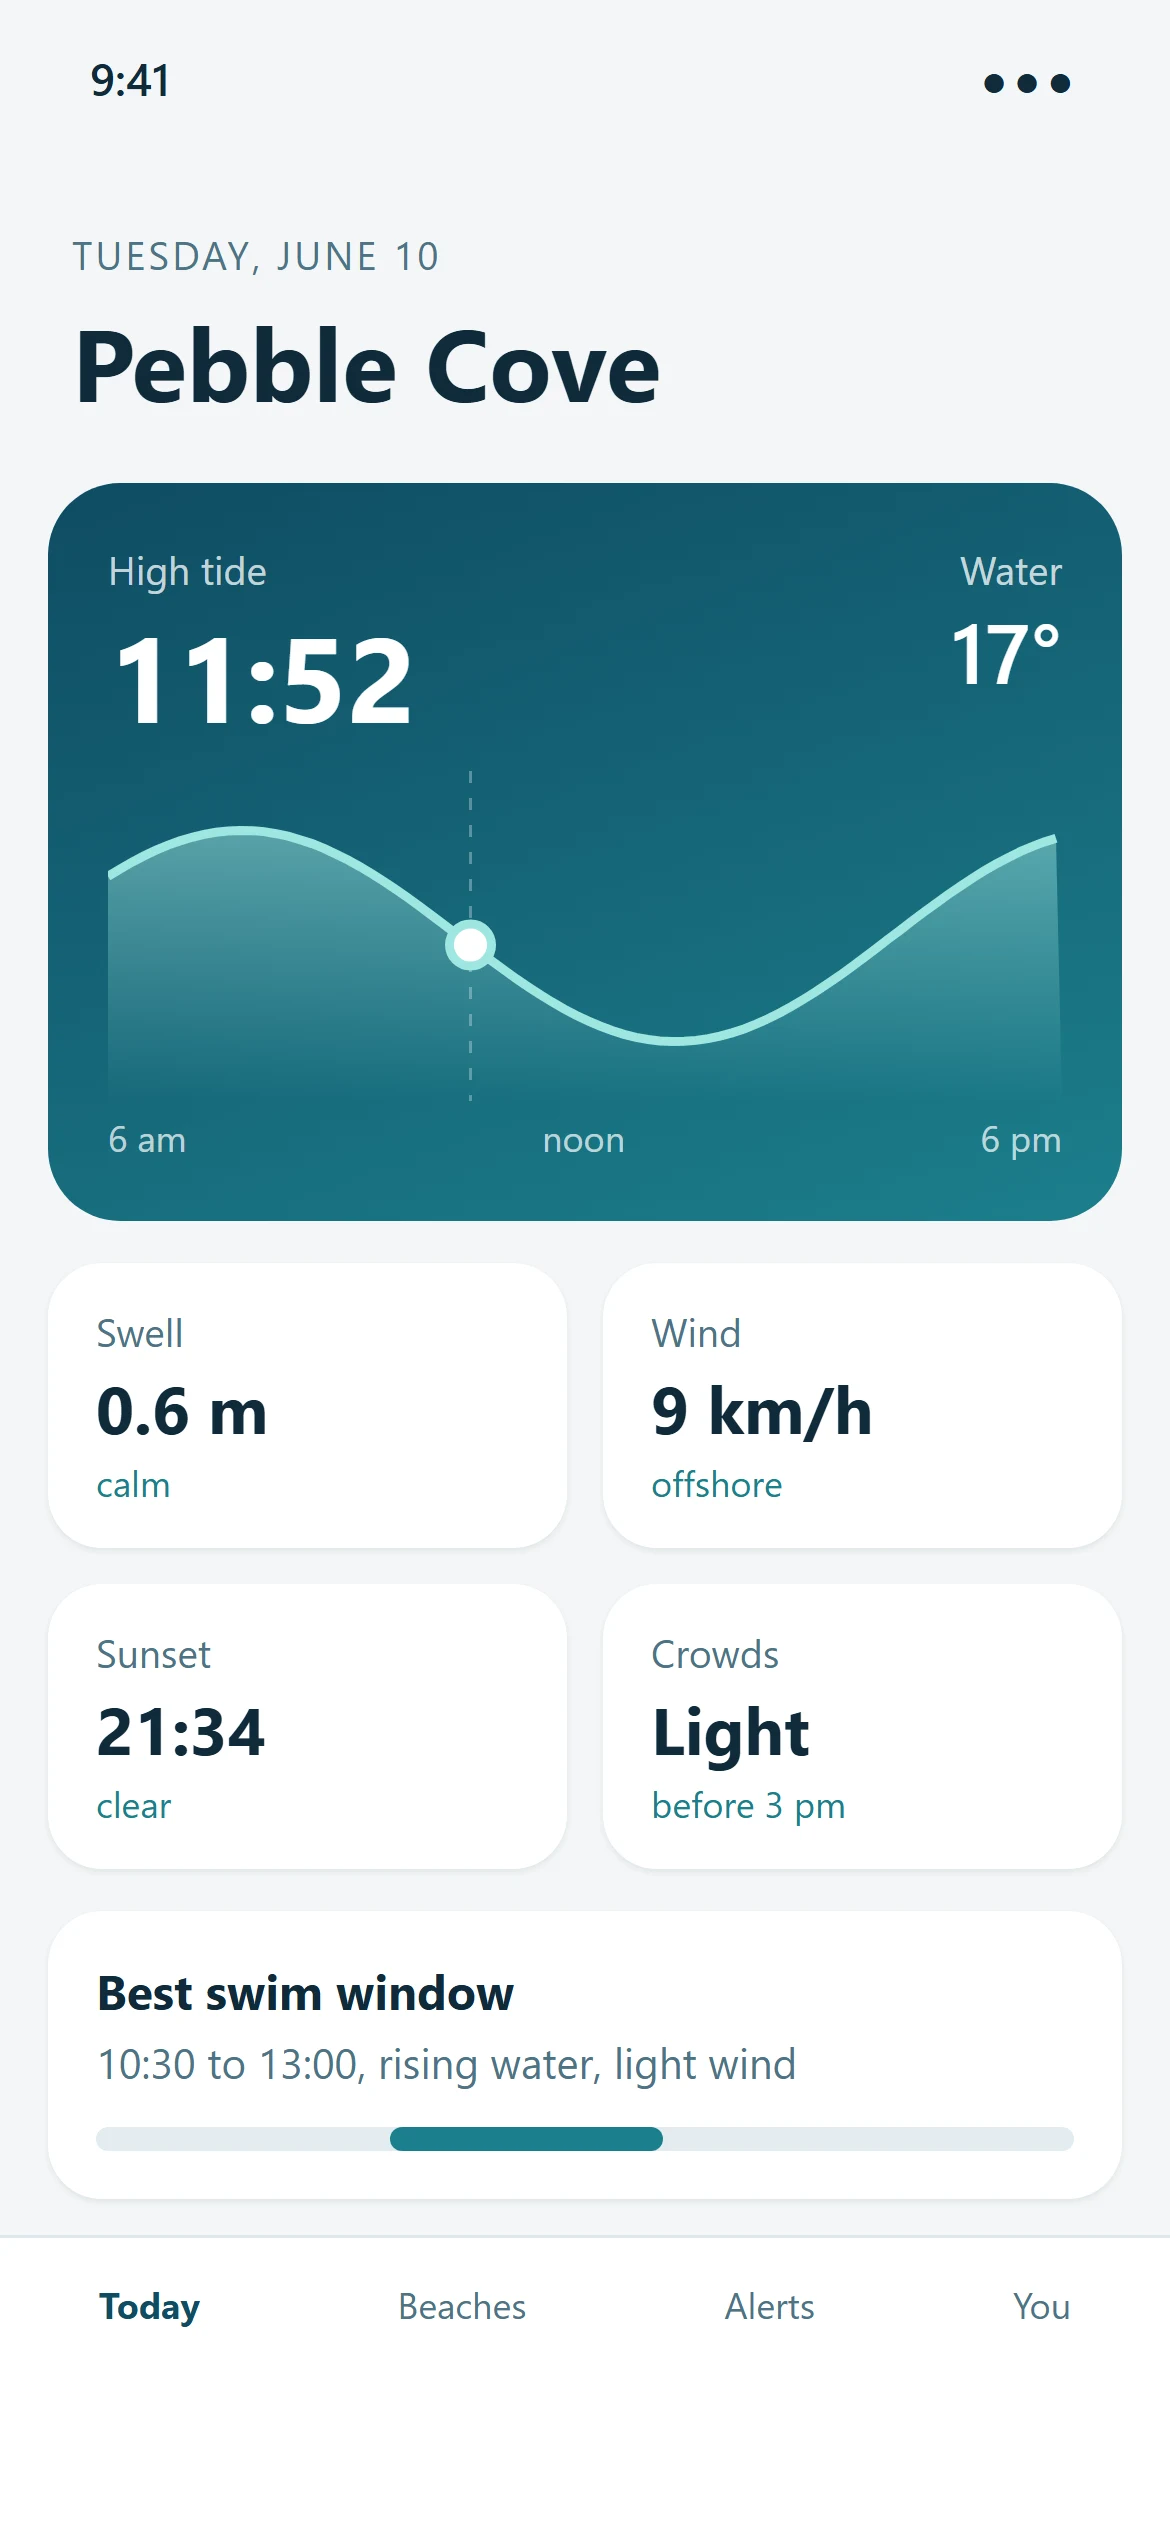 9:41
TUESDAY, JUNE 10
Pebble Cove
High tide
Water
11:52
17°
6 am
noon
6 pm
Swell
0.6 m
calm
Wind
9 km/h
offshore
Sunset
21:34
clear
Crowds
Light
before 3 pm
Best swim window
10:30 to 13:00, rising water, light wind
Today
Beaches
Alerts
You